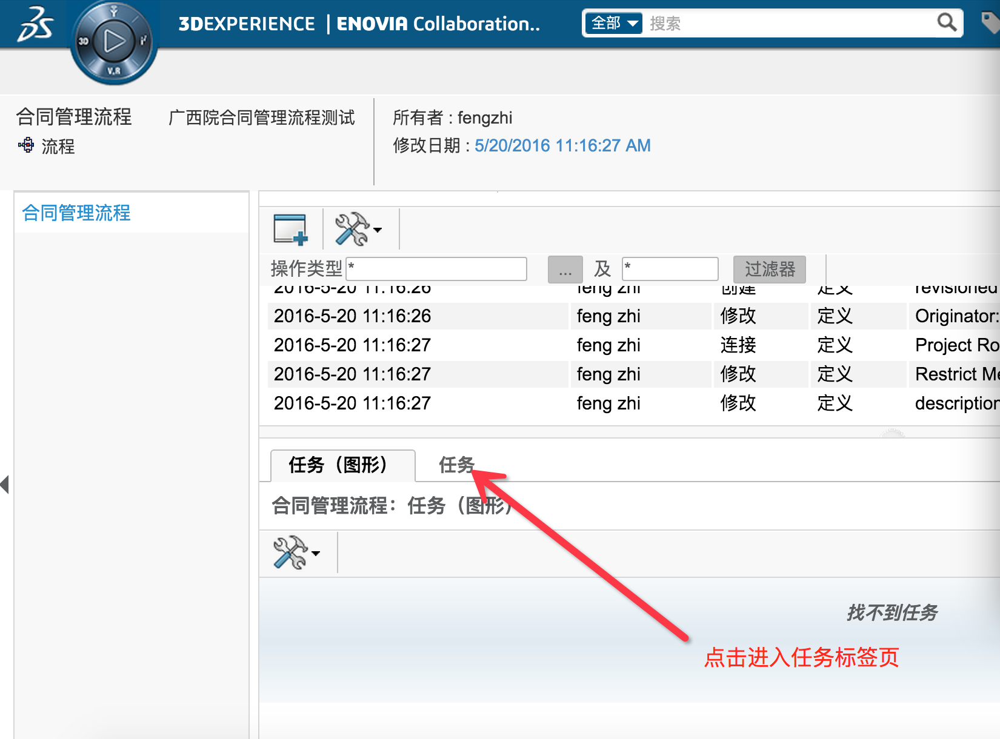 3DEXPERIENCE | ENOVIA Collaboration..
全部 搜索
3D
V.R
合同管理流程 广西院合同管理流程测试 所有者 : fengzhi
流程 修改日期 : 5/20/2016 11:16:27 AM
合同管理流程
操作类型 * ... 及 * 过滤器
2016-5-20 11:16:26 feng zhi 创建 定义 revisioned
2016-5-20 11:16:26 feng zhi 修改 定义 Originator:
2016-5-20 11:16:27 feng zhi 连接 定义 Project Ro
2016-5-20 11:16:27 feng zhi 修改 定义 Restrict Me
2016-5-20 11:16:27 feng zhi 修改 定义 description
任务（图形） 任务
合同管理流程：任务（图形）
找不到任务
点击进入任务标签页